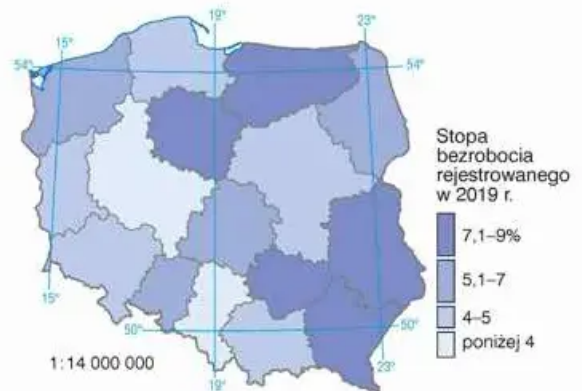 19°
23°
15°
54°
54°
Stopa
bezrobocia
rejestrowanego
w 2019 r.
7,1–9%
5,1–7
4–5
poniżej 4
15°
50°
50°
1:14 000 000
19°
23°